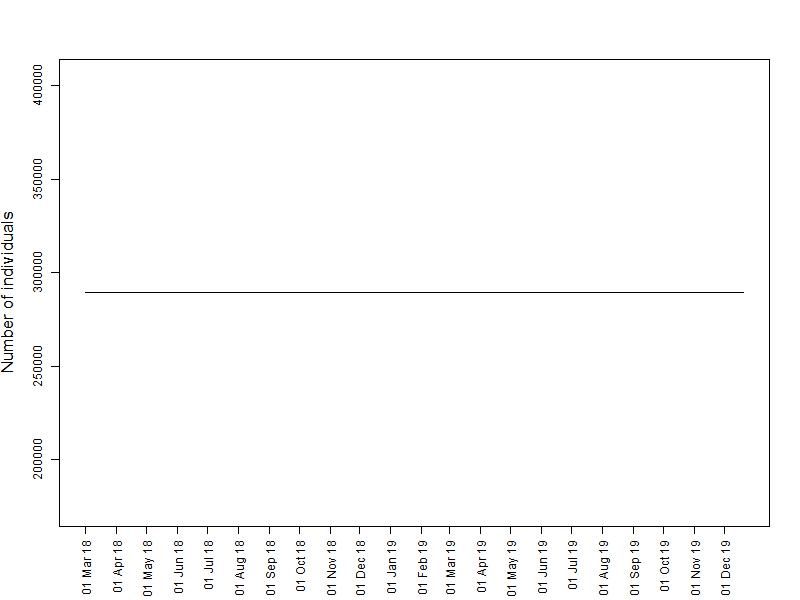 Number of individuals
400000
350000
300000
250000
200000
01 Mar 18
01 Apr 18
01 May 18
01 Jun 18
01 Jul 18
01 Aug 18
01 Sep 18
01 Oct 18
01 Nov 18
01 Dec 18
01 Jan 19
01 Feb 19
01 Mar 19
01 Apr 19
01 May 19
01 Jun 19
01 Jul 19
01 Aug 19
01 Sep 19
01 Oct 19
01 Nov 19
01 Dec 19